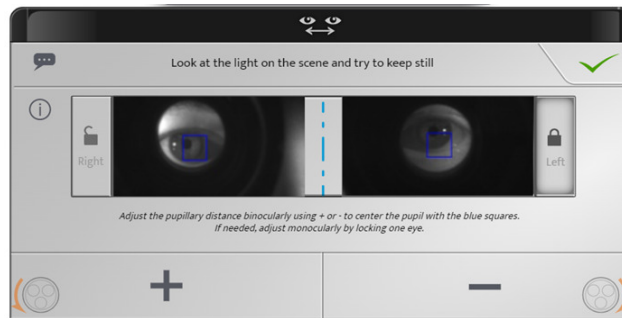 Look at the light on the scene and try to keep still
Right
Left
Adjust the pupillary distance binocularly using + or - to center the pupil with the blue squares.
If needed, adjust monocularly by locking one eye.